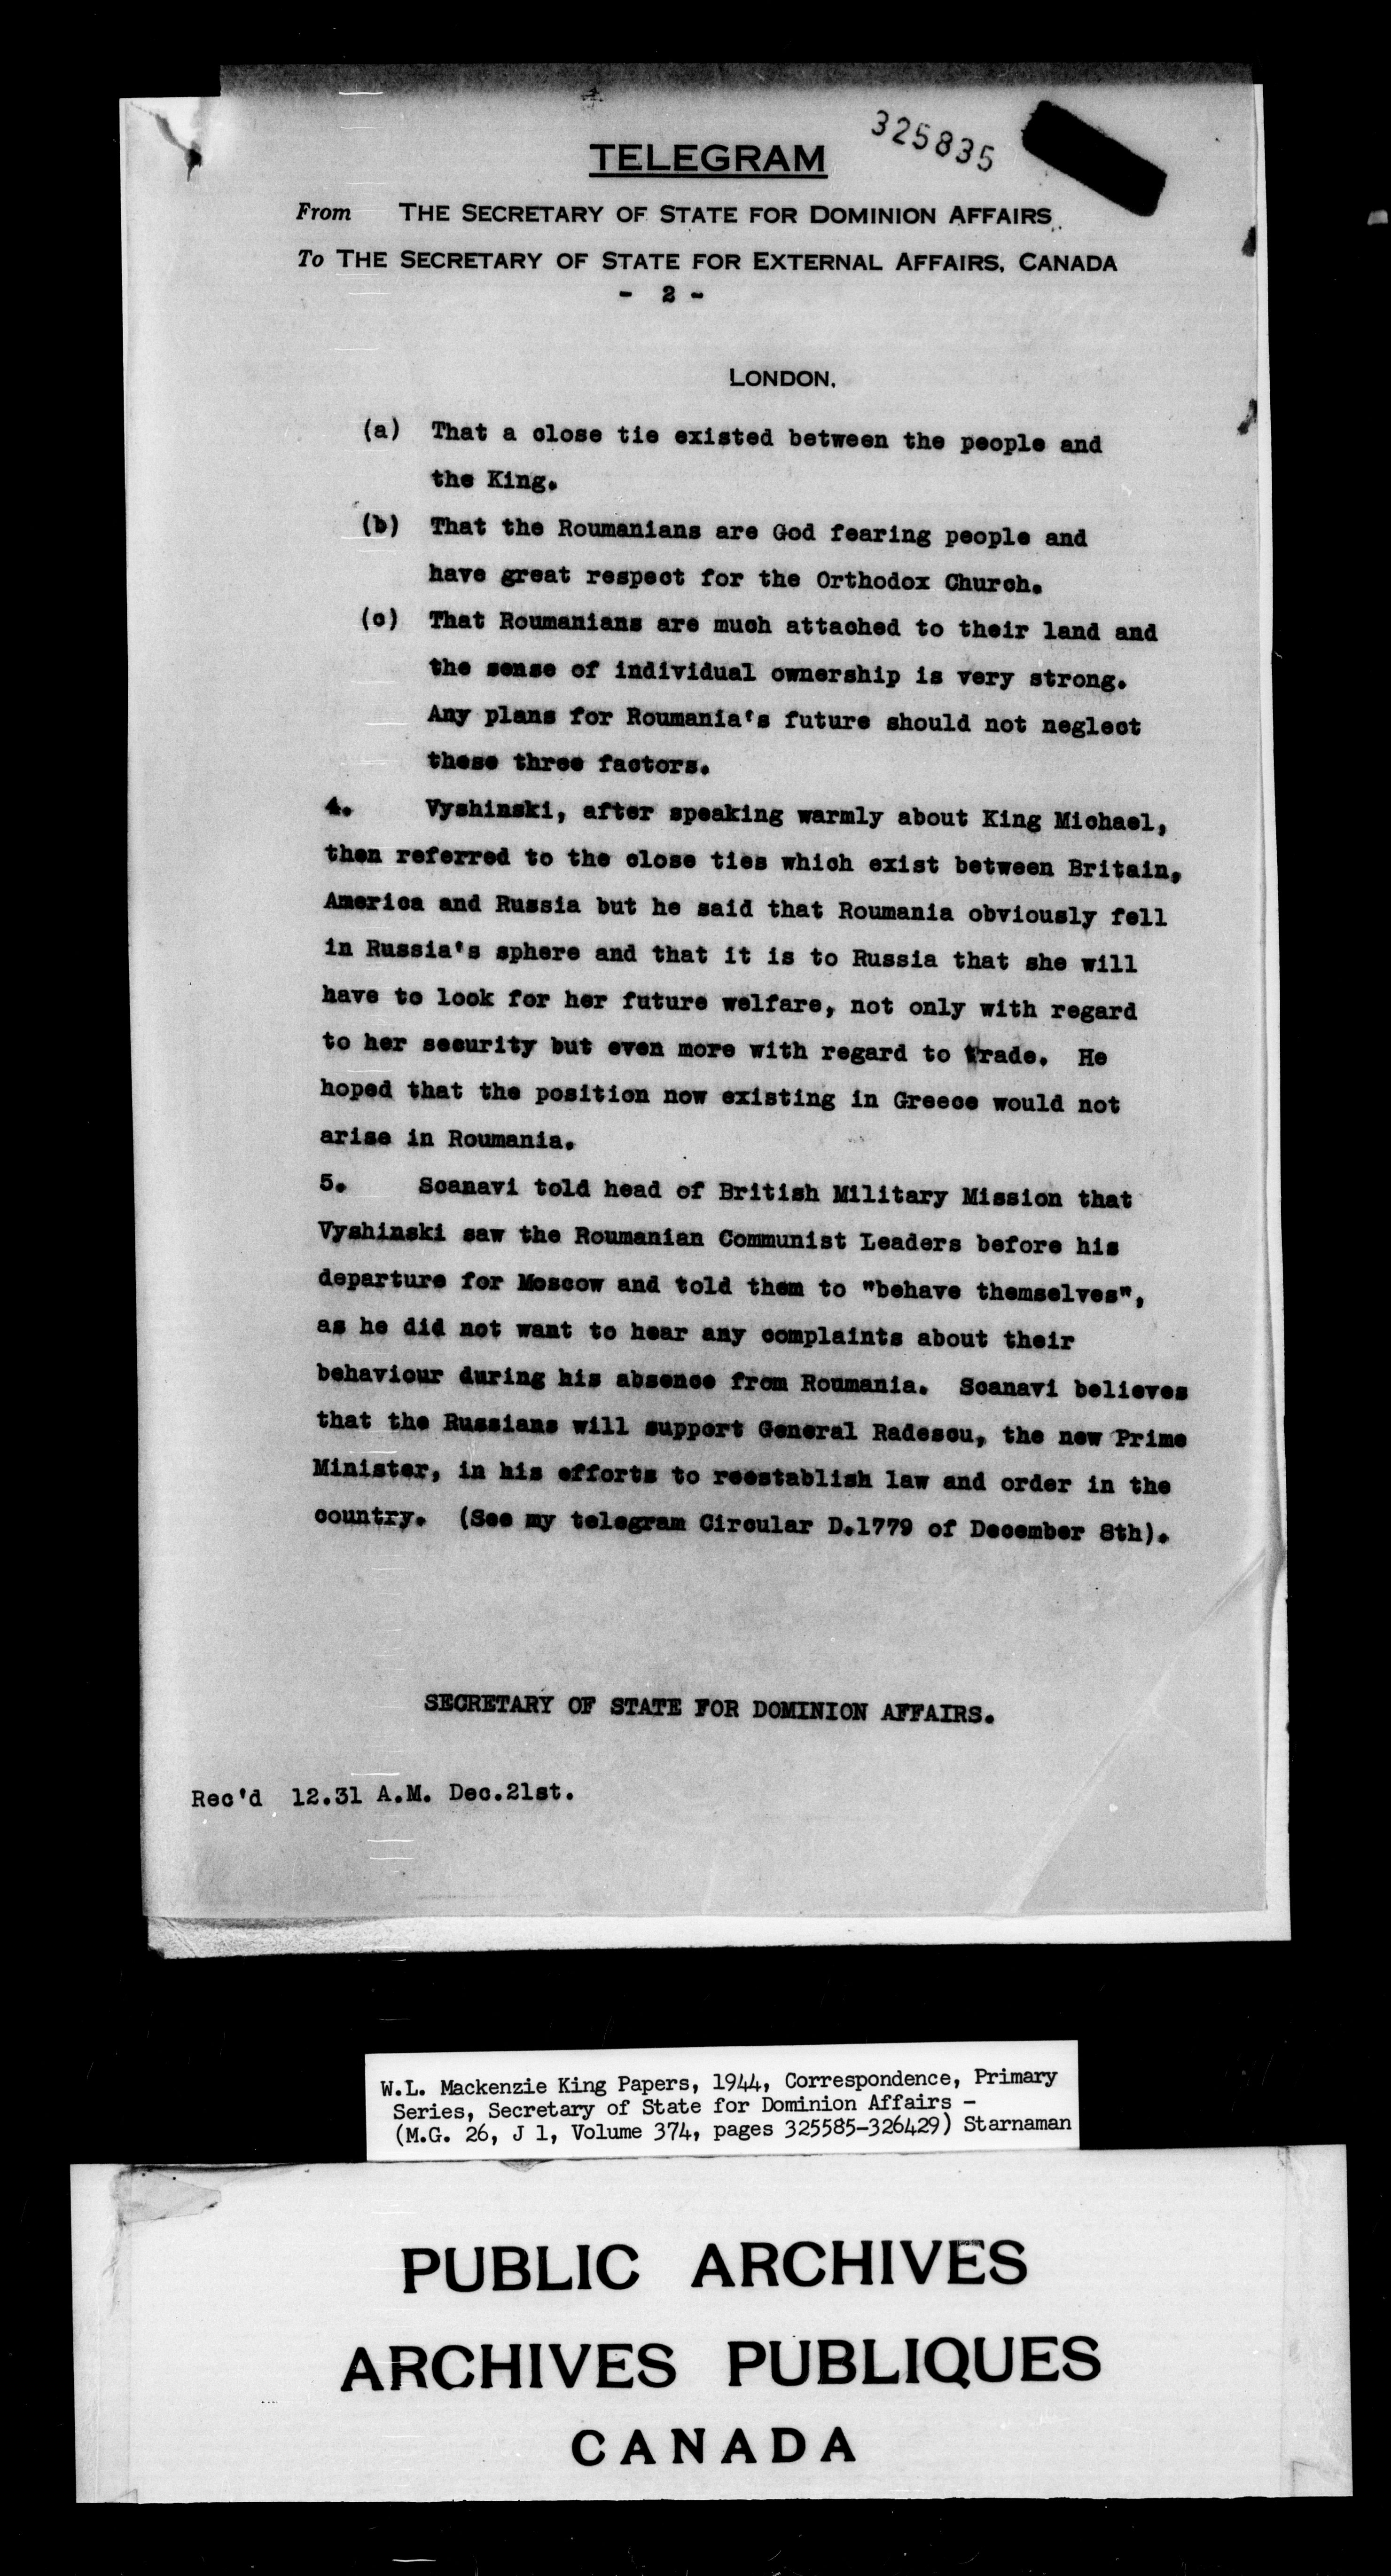 325835
TELEGRAM
From THE SECRETARY OF STATE FOR DOMINION AFFAIRS
To THE SECRETARY OF STATE FOR EXTERNAL AFFAIRS, CANADA
- 2 -
LONDON.
(a) That a close tie existed between the people and
the King.
(b) That the Roumanians are God fearing people and
have great respect for the Orthodox Church.
(c) That Roumanians are much attached to their land and
the sense of individual ownership is very strong.
Any plans for Roumania's future should not neglect
these three factors.
4. Vyshinski, after speaking warmly about King Michael,
then referred to the close ties which exist between Britain,
America and Russia but he said that Roumania obviously fell
in Russia's sphere and that it is to Russia that she will
have to look for her future welfare, not only with regard
to her security but even more with regard to trade. He
hoped that the position now existing in Greece would not
arise in Roumania.
5. Scanavi told head of British Military Mission that
Vyshinski saw the Roumanian Communist Leaders before his
departure for Moscow and told them to "behave themselves",
as he did not want to hear any complaints about their
behaviour during his absence from Roumania. Scanavi believes
that the Russians will support General Radescu, the new Prime
Minister, in his efforts to reestablish law and order in the
country. (See my telegram Circular D.1779 of December 8th).
SECRETARY OF STATE FOR DOMINION AFFAIRS.
Rec'd 12.31 A.M. Dec.21st.
W.L. Mackenzie King Papers, 1944, Correspondence, Primary
Series, Secretary of State for Dominion Affairs -
(M.G. 26, J 1, Volume 374, pages 325585-326429) Starnaman
PUBLIC ARCHIVES
ARCHIVES PUBLIQUES
CANADA